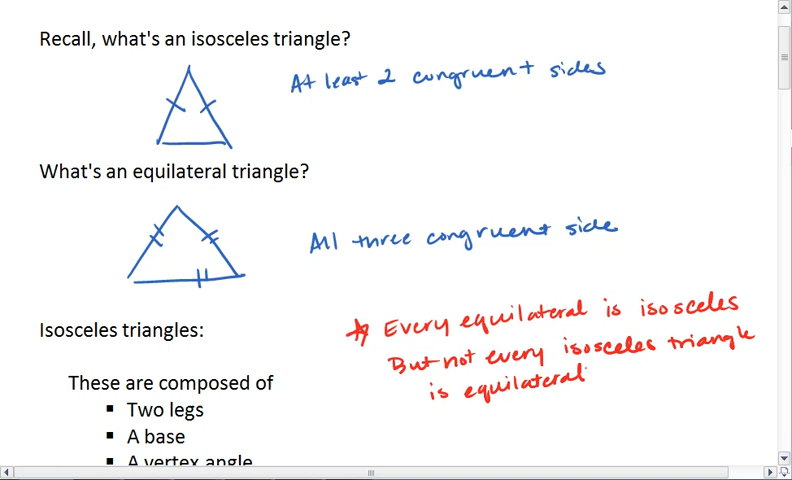 Recall, what's an isosceles triangle?
At least 2 congruent sides
What's an equilateral triangle?
All three congruent side
Isosceles triangles:
☆ Every equilateral is isosceles
But not every isosceles triangle
is equilateral
These are composed of
▪ Two legs
▪ A base
▪ A vertex angle